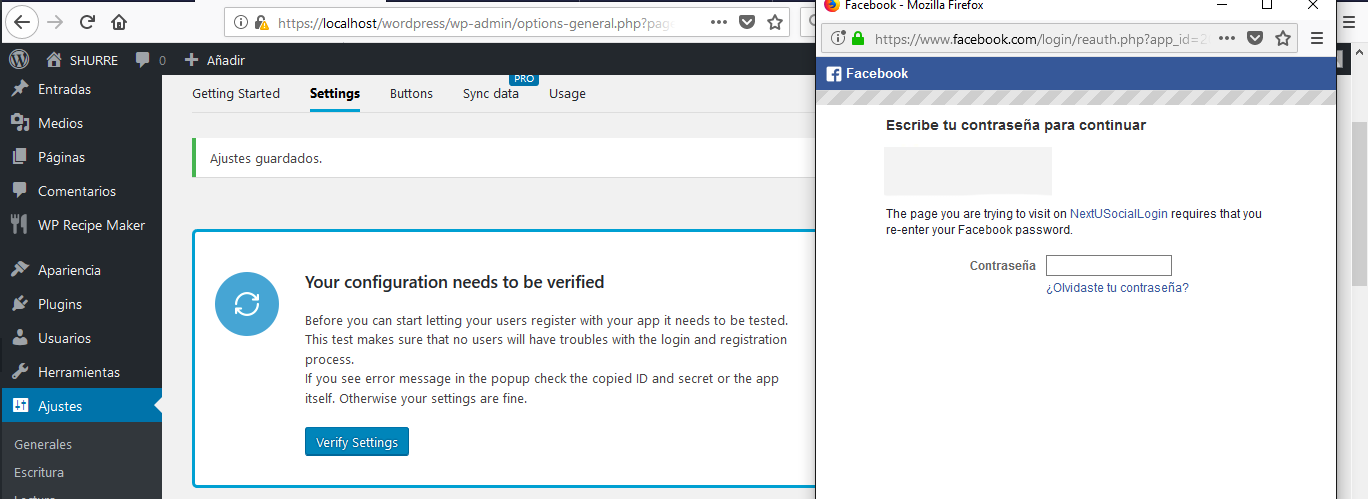 https://localhost/wordpress/wp-admin/options-general.php?page
SHURRE
0
Añadir
Entradas
Medios
Páginas
Comentarios
WP Recipe Maker
Apariencia
Plugins
Usuarios
Herramientas
Ajustes
Generales
Escritura
Getting Started
Settings
Buttons
Sync data
PRO
Usage
Ajustes guardados.
Your configuration needs to be verified
Before you can start letting your users register with your app it needs to be tested.
This test makes sure that no users will have troubles with the login and registration
process.
If you see error message in the popup check the copied ID and secret or the app
itself. Otherwise your settings are fine.
Verify Settings
Facebook - Mozilla Firefox
https://www.facebook.com/login/reauth.php?app_id=2
Facebook
Escribe tu contraseña para continuar
The page you are trying to visit on NextUSocialLogin requires that you
re-enter your Facebook password.
Contraseña
¿Olvidaste tu contraseña?